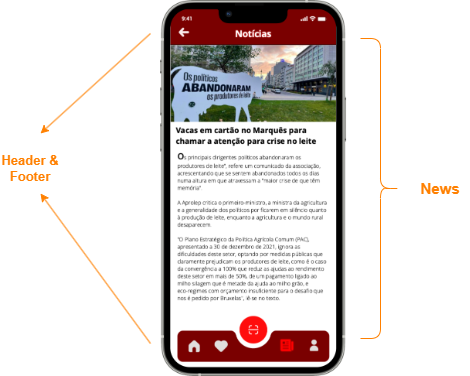 9:41
Notícias
Os políticos
ABANDONARAM
os produtores de leite
Vacas em cartão no Marquês para
chamar a atenção para crise no leite
Os principais dirigentes políticos abandonaram os
produtores de leite", refere um comunicado da associação,
acrescentando que se sentem abandonados todos os dias
numa altura em que atravessam a "maior crise de que têm
memória".
A Aprolep critica o primeiro-ministro, a ministra da agricultura
e a generalidade dos políticos por ficarem em silêncio quanto
à produção de leite, enquanto a agricultura e o mundo rural
desaparecem.
"O Plano Estratégico da Política Agrícola Comum (PAC),
apresentado a 30 de dezembro de 2021, ignora as
dificuldades deste setor, optando por medidas públicas que
claramente prejudicam os produtores de leite, como é o caso
da convergência a 100% que reduz as ajudas ao rendimento
deste setor em mais de 50%, de um pagamento ligado ao
milho silagem que é metade da ajuda ao milho grão, e
eco-regimes com orçamento insuficiente para o desafio que
nos é pedido por Bruxelas", lê-se no texto.
Header &
Footer
News